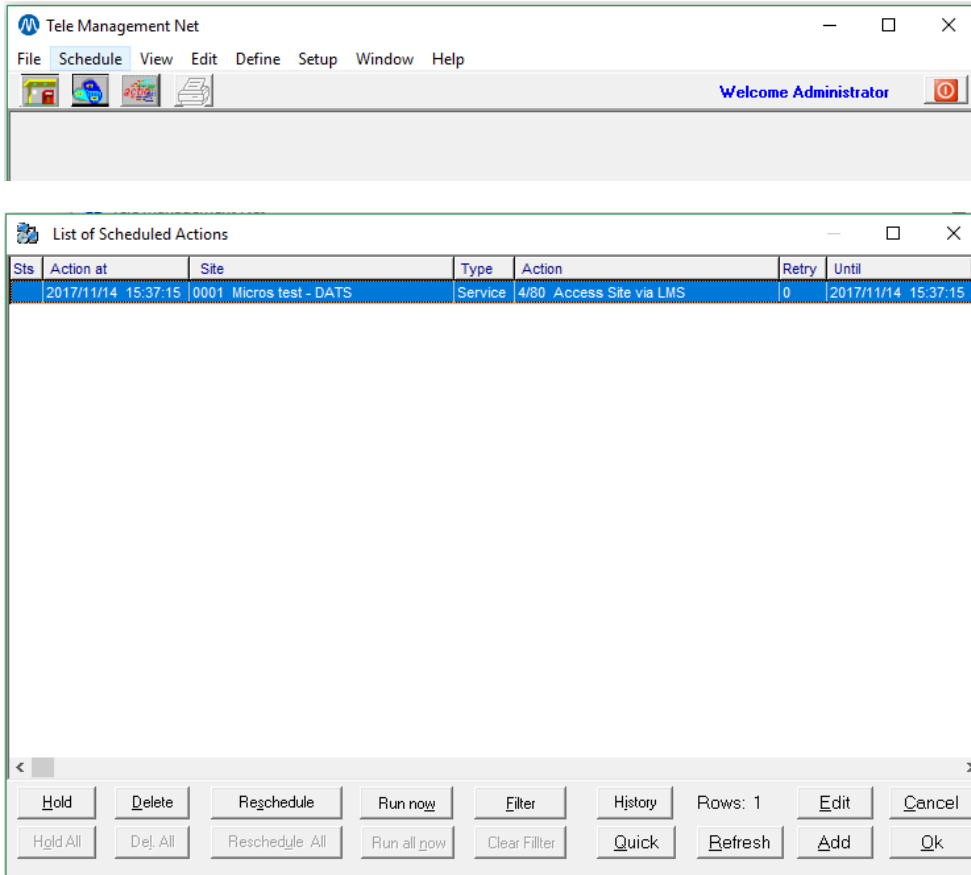 Tele Management Net
File Schedule View Edit Define Setup Window Help
Welcome Administrator
List of Scheduled Actions
Sts Action at Site Type Action Retry Until
2017/11/14 15:37:15 0001 Micros test - DATS Service 4/80 Access Site via LMS 0 2017/11/14 15:37:15
Hold Delete Reschedule Run now Filter History Rows: 1 Edit Cancel
Hold All Del. All Reschedule All Run all now Clear Fillter Quick Refresh Add Ok